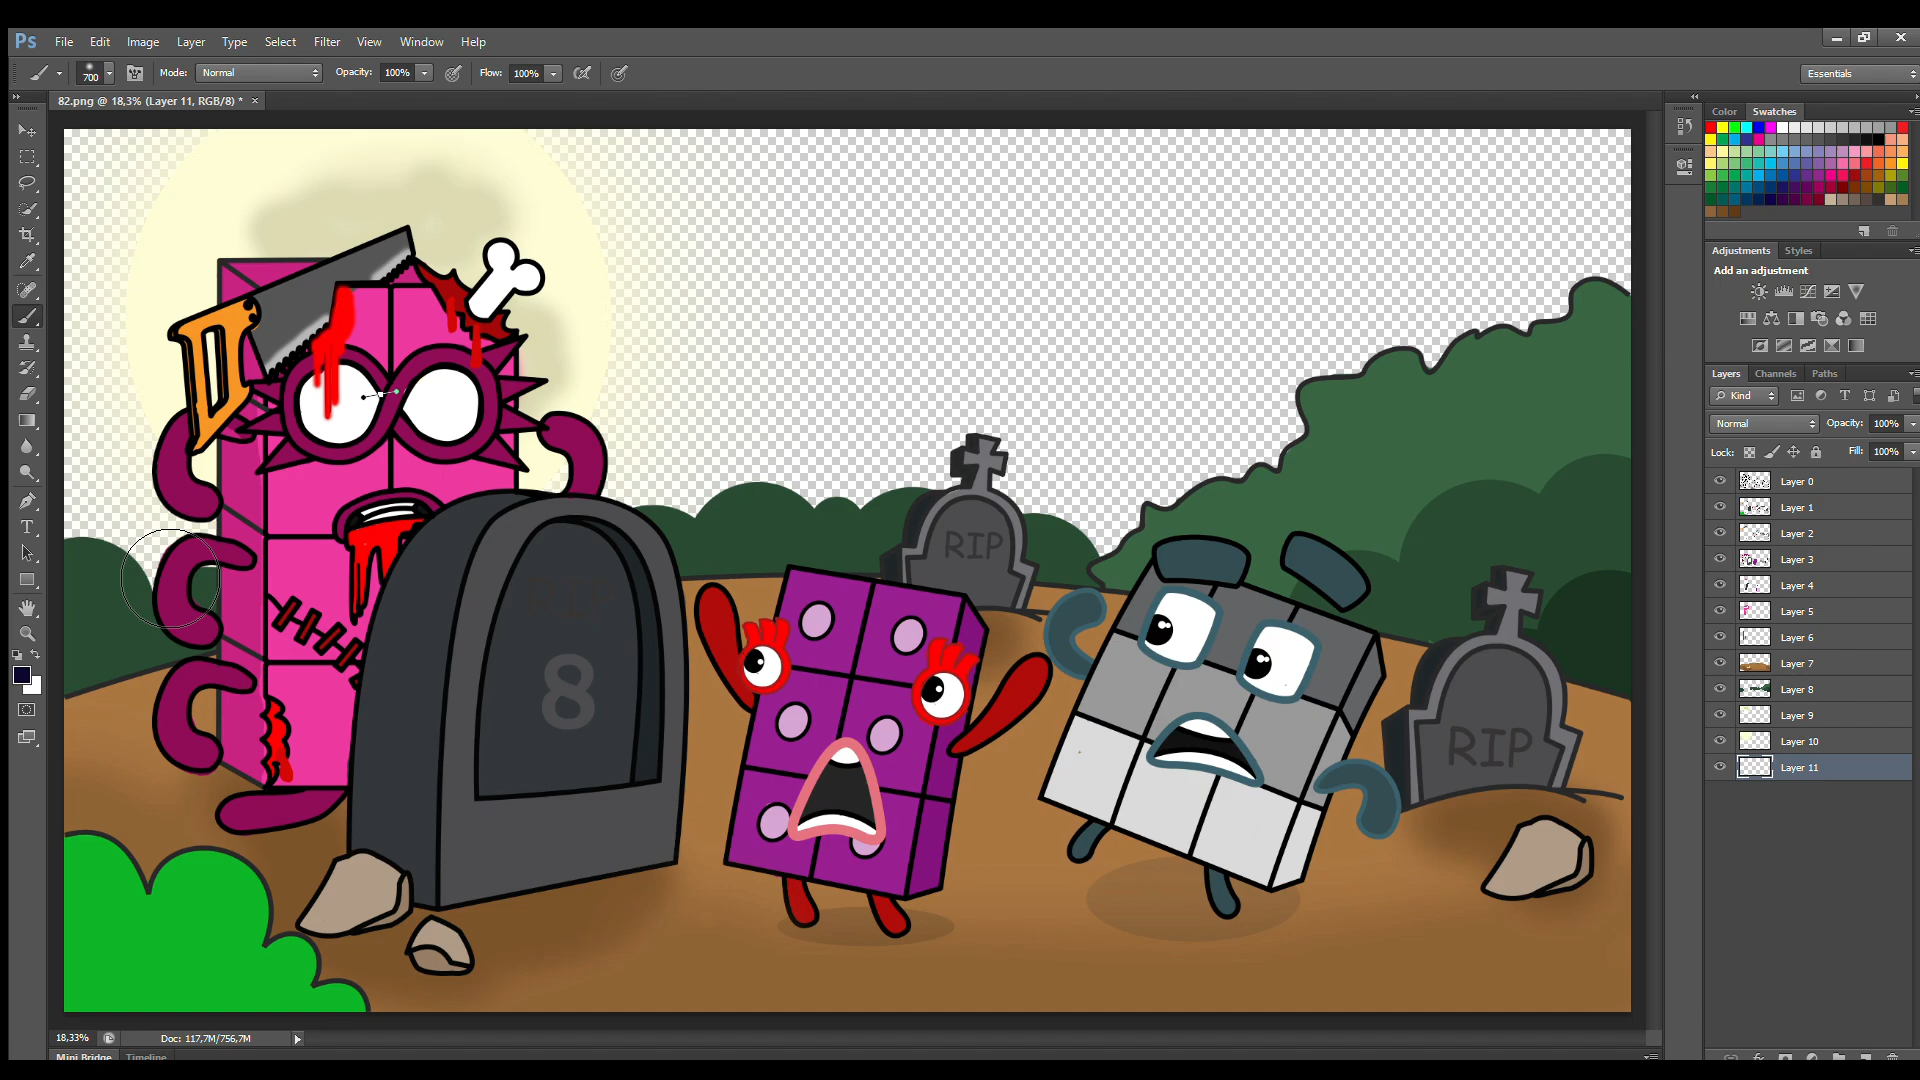 Ps File Edit Image Layer Type Select Filter View Window Help
700 Mode: Normal Opacity: 100% Flow: 100% Essentials
82.png @ 18,3% (Layer 11, RGB/8) * ×
Color Swatches
Adjustments Styles
Add an adjustment
Layers Channels Paths
Kind
Normal Opacity: 100%
Lock: Fill: 100%
Layer 0
Layer 1
Layer 2
Layer 3
Layer 4
Layer 5
Layer 6
Layer 7
Layer 8
Layer 9
Layer 10
Layer 11
RIP
8
RIP
18,33% Doc: 117,7M/756,7M
Mini Bridge Timeline